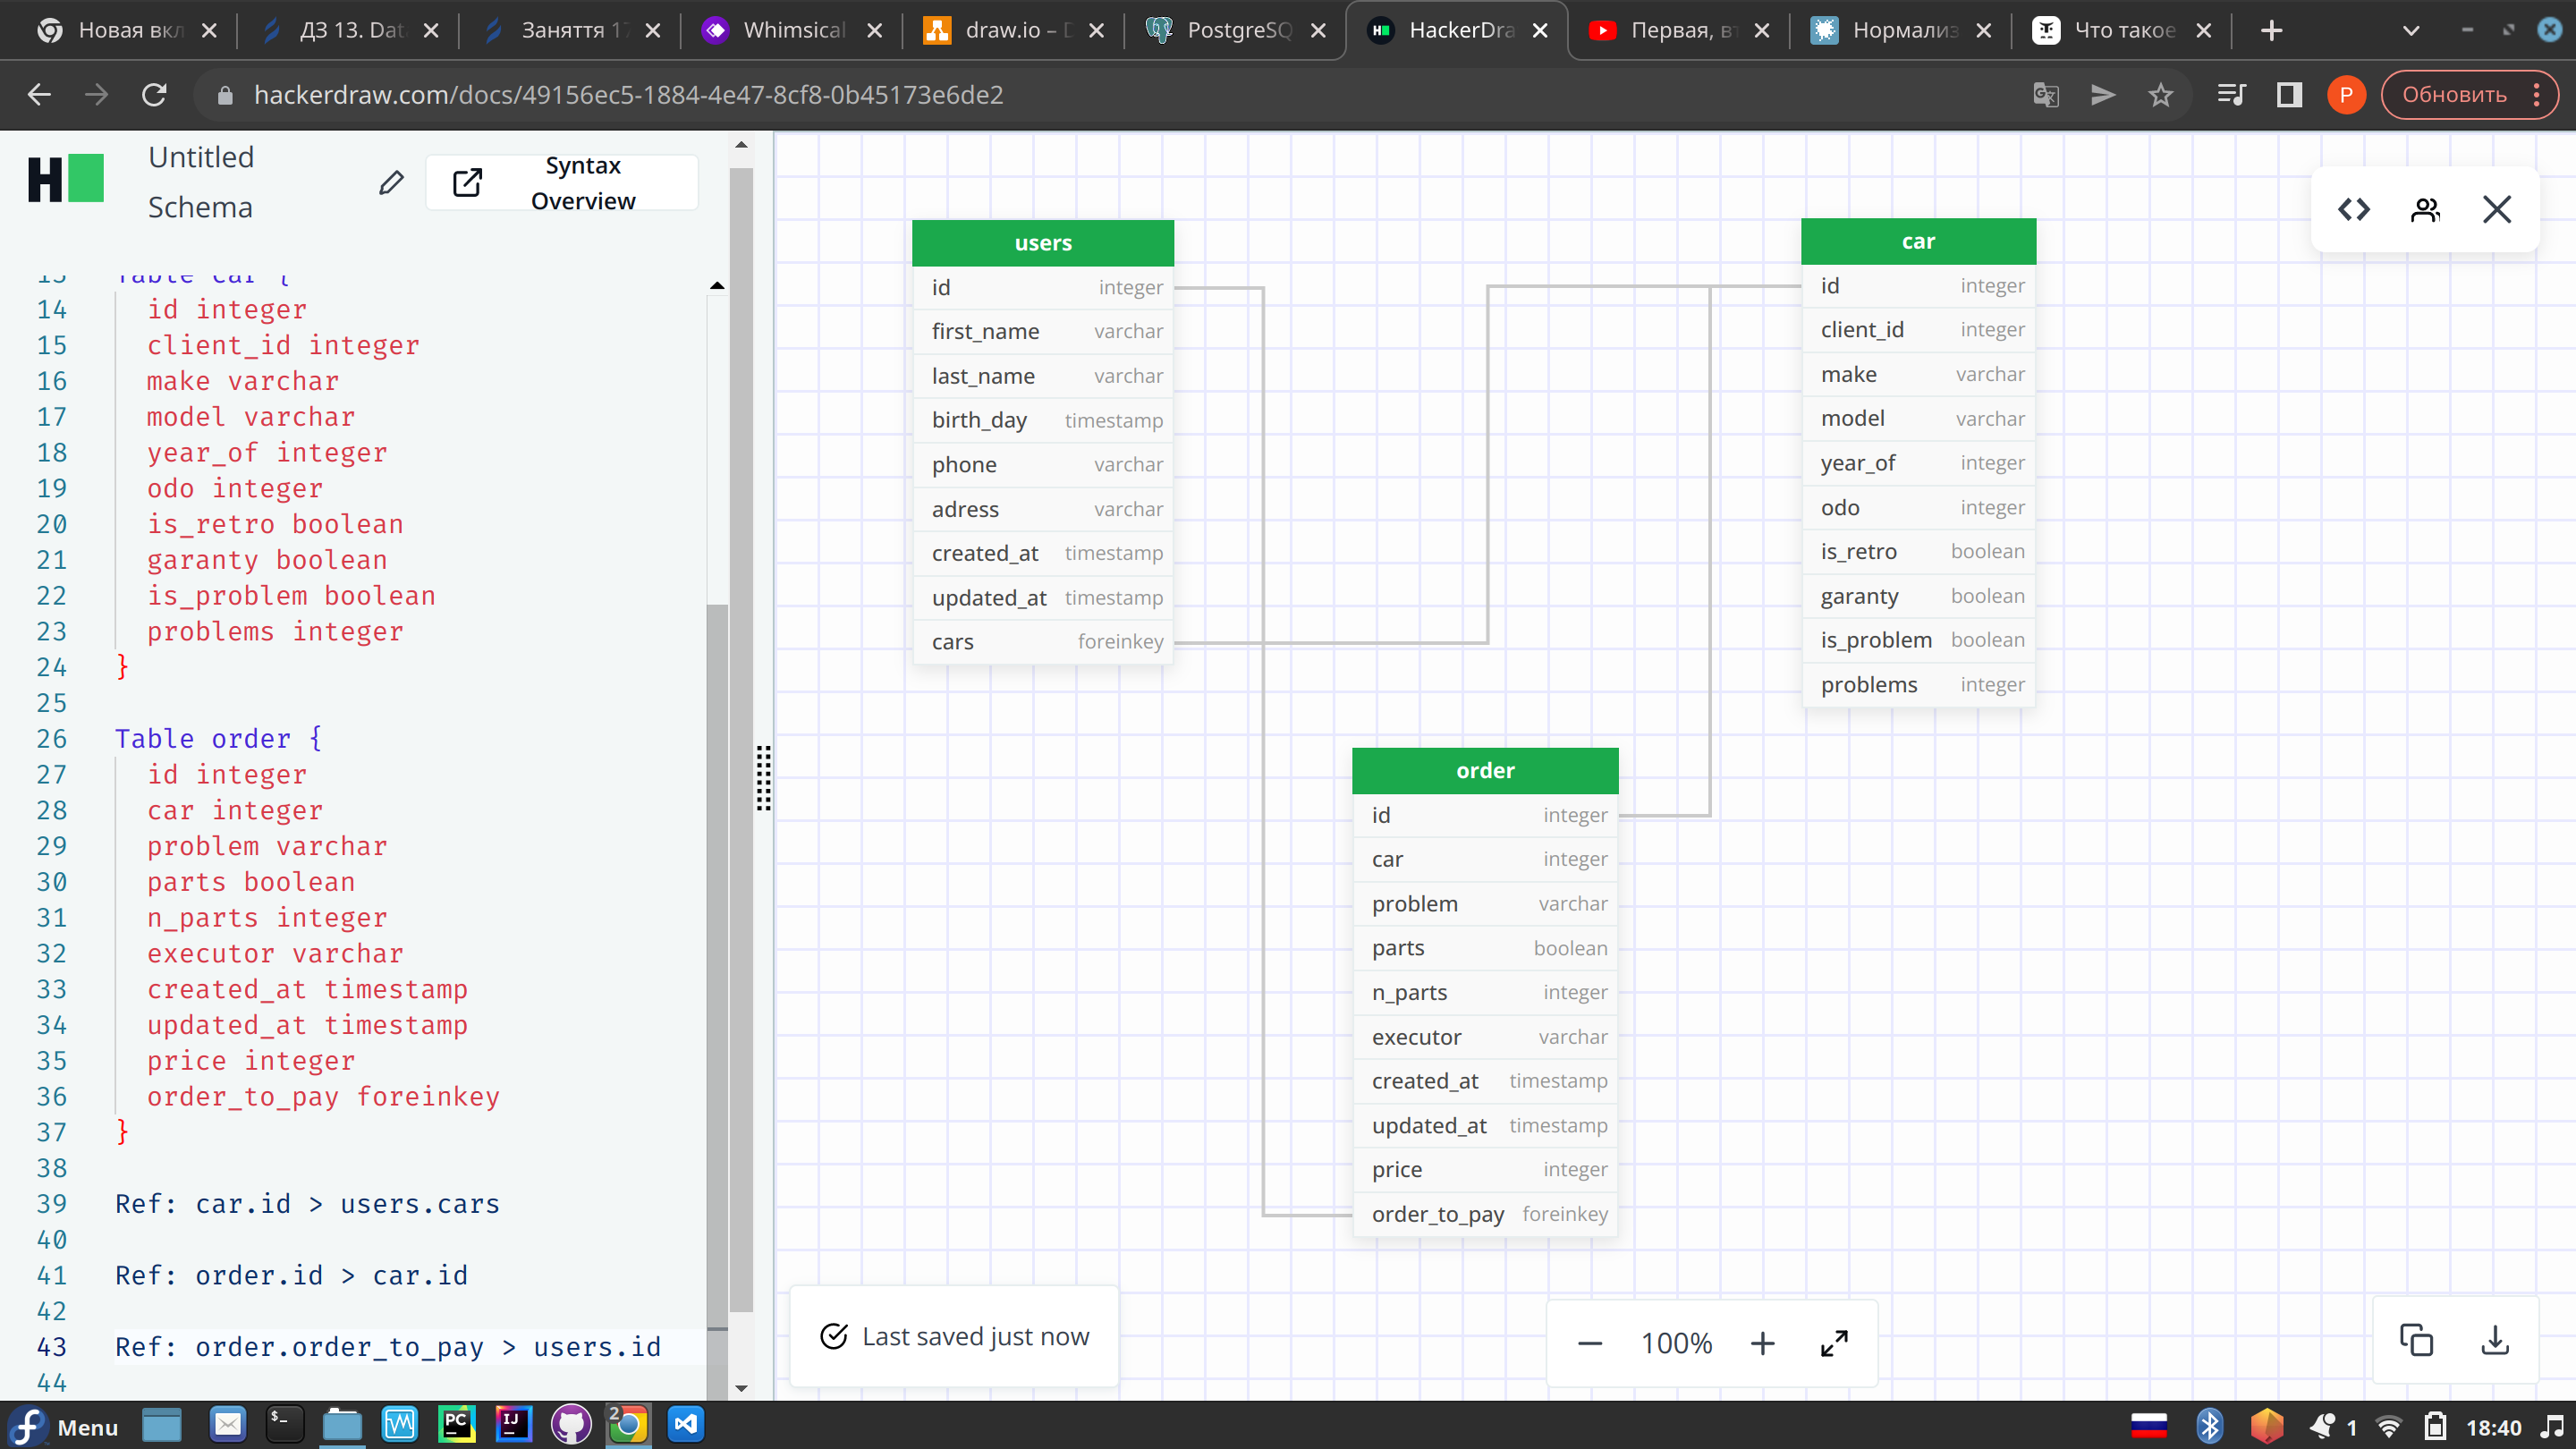 Новая вкл
ДЗ 13. Dat
Заняття 1
Whimsical
draw.io – D
PostgreSQ
HackerDra
Первая, вт
Нормализ
Что такое
hackerdraw.com/docs/49156ec5-1884-4e47-8cf8-0b45173e6de2
P
Обновить
Untitled
Schema
Syntax
Overview
13 Table car {
14 id integer
15 client_id integer
16 make varchar
17 model varchar
18 year_of integer
19 odo integer
20 is_retro boolean
21 garanty boolean
22 is_problem boolean
23 problems integer
24 }
25
26 Table order {
27 id integer
28 car integer
29 problem varchar
30 parts boolean
31 n_parts integer
32 executor varchar
33 created_at timestamp
34 updated_at timestamp
35 price integer
36 order_to_pay foreinkey
37 }
38
39 Ref: car.id > users.cars
40
41 Ref: order.id > car.id
42
43 Ref: order.order_to_pay > users.id
44
users
id integer
first_name varchar
last_name varchar
birth_day timestamp
phone varchar
adress varchar
created_at timestamp
updated_at timestamp
cars foreinkey
car
id integer
client_id integer
make varchar
model varchar
year_of integer
odo integer
is_retro boolean
garanty boolean
is_problem boolean
problems integer
order
id integer
car integer
problem varchar
parts boolean
n_parts integer
executor varchar
created_at timestamp
updated_at timestamp
price integer
order_to_pay foreinkey
Last saved just now
100%
Menu
PC
IJ
2
1
18:40